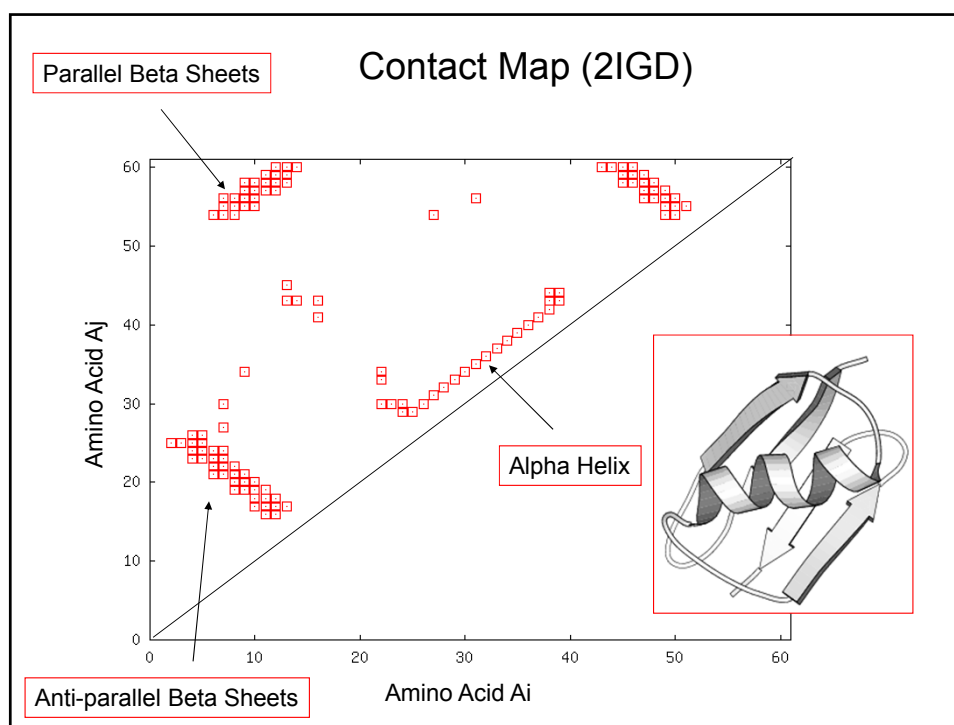 Contact Map (2IGD)
Parallel Beta Sheets
60
50
40
30
20
10
0
Amino Acid Aj
Alpha Helix
0 10 20 30 40 50 60
Amino Acid Ai
Anti-parallel Beta Sheets